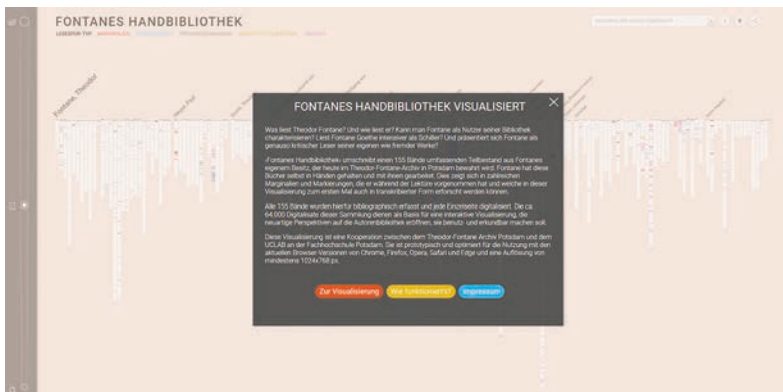 FONTANES HANDBIBLIOTHEK
LESESPUR-TYP
Fontane, Theodor
FONTANES HANDBIBLIOTHEK VISUALISIERT
Was liest Theodor Fontane? Und wie liest er? Kann man Fontane als Nutzer seiner Bibliothek
charakterisieren? Liest Fontane Goethe intensiver als Schiller? Und präsentiert sich Fontane als
genauso kritischer Leser seiner eigenen wie fremder Werke?
›Fontanes Handbibliothek‹ umschreibt einen 155 Bände umfassenden Teilbestand aus Fontanes
eigenem Besitz, der heute im Theodor-Fontane-Archiv in Potsdam bewahrt wird. Fontane hat diese
Bücher selbst in Händen gehalten und mit ihnen gearbeitet. Dies zeigt sich in zahlreichen
Marginalien und Markierungen, die er während der Lektüre vorgenommen hat und welche in dieser
Visualisierung zum ersten Mal auch in transkribierter Form erforscht werden können.
Alle 155 Bände wurden hierfür bibliographisch erfasst und jede Einzelseite digitalisiert. Die ca.
64.000 Digitalisate dieser Sammlung dienen als Basis für eine interaktive Visualisierung, die
neuartige Perspektiven auf die Autorenbibliothek eröffnen, sie benutz- und erkundbar machen soll.
Diese Visualisierung ist eine Kooperation zwischen dem Theodor-Fontane Archiv Potsdam und dem
UCLAB an der Fachhochschule Potsdam. Sie ist prototypisch und optimiert für die Nutzung mit den
aktuellen Browser-Versionen von Chrome, Firefox, Opera, Safari und Edge und eine Auflösung von
mindestens 1024x768 px.
Zur Visualisierung
Wie funktioniert's?
Impressum